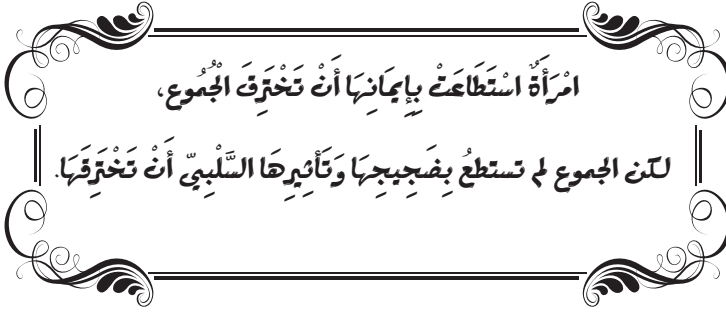 امْرَأَةٌ اسْتَطَاعَتْ بِإِيمَانِهَا أَنْ تَخْتَرِقَ الْجُمُوع،
لكن الجموع لم تستطعُ بِضَجِيجِهَا وَتَأْثِيرِهَا السَّلْبِيّ أَنْ تَخْتَرِقَهَا.